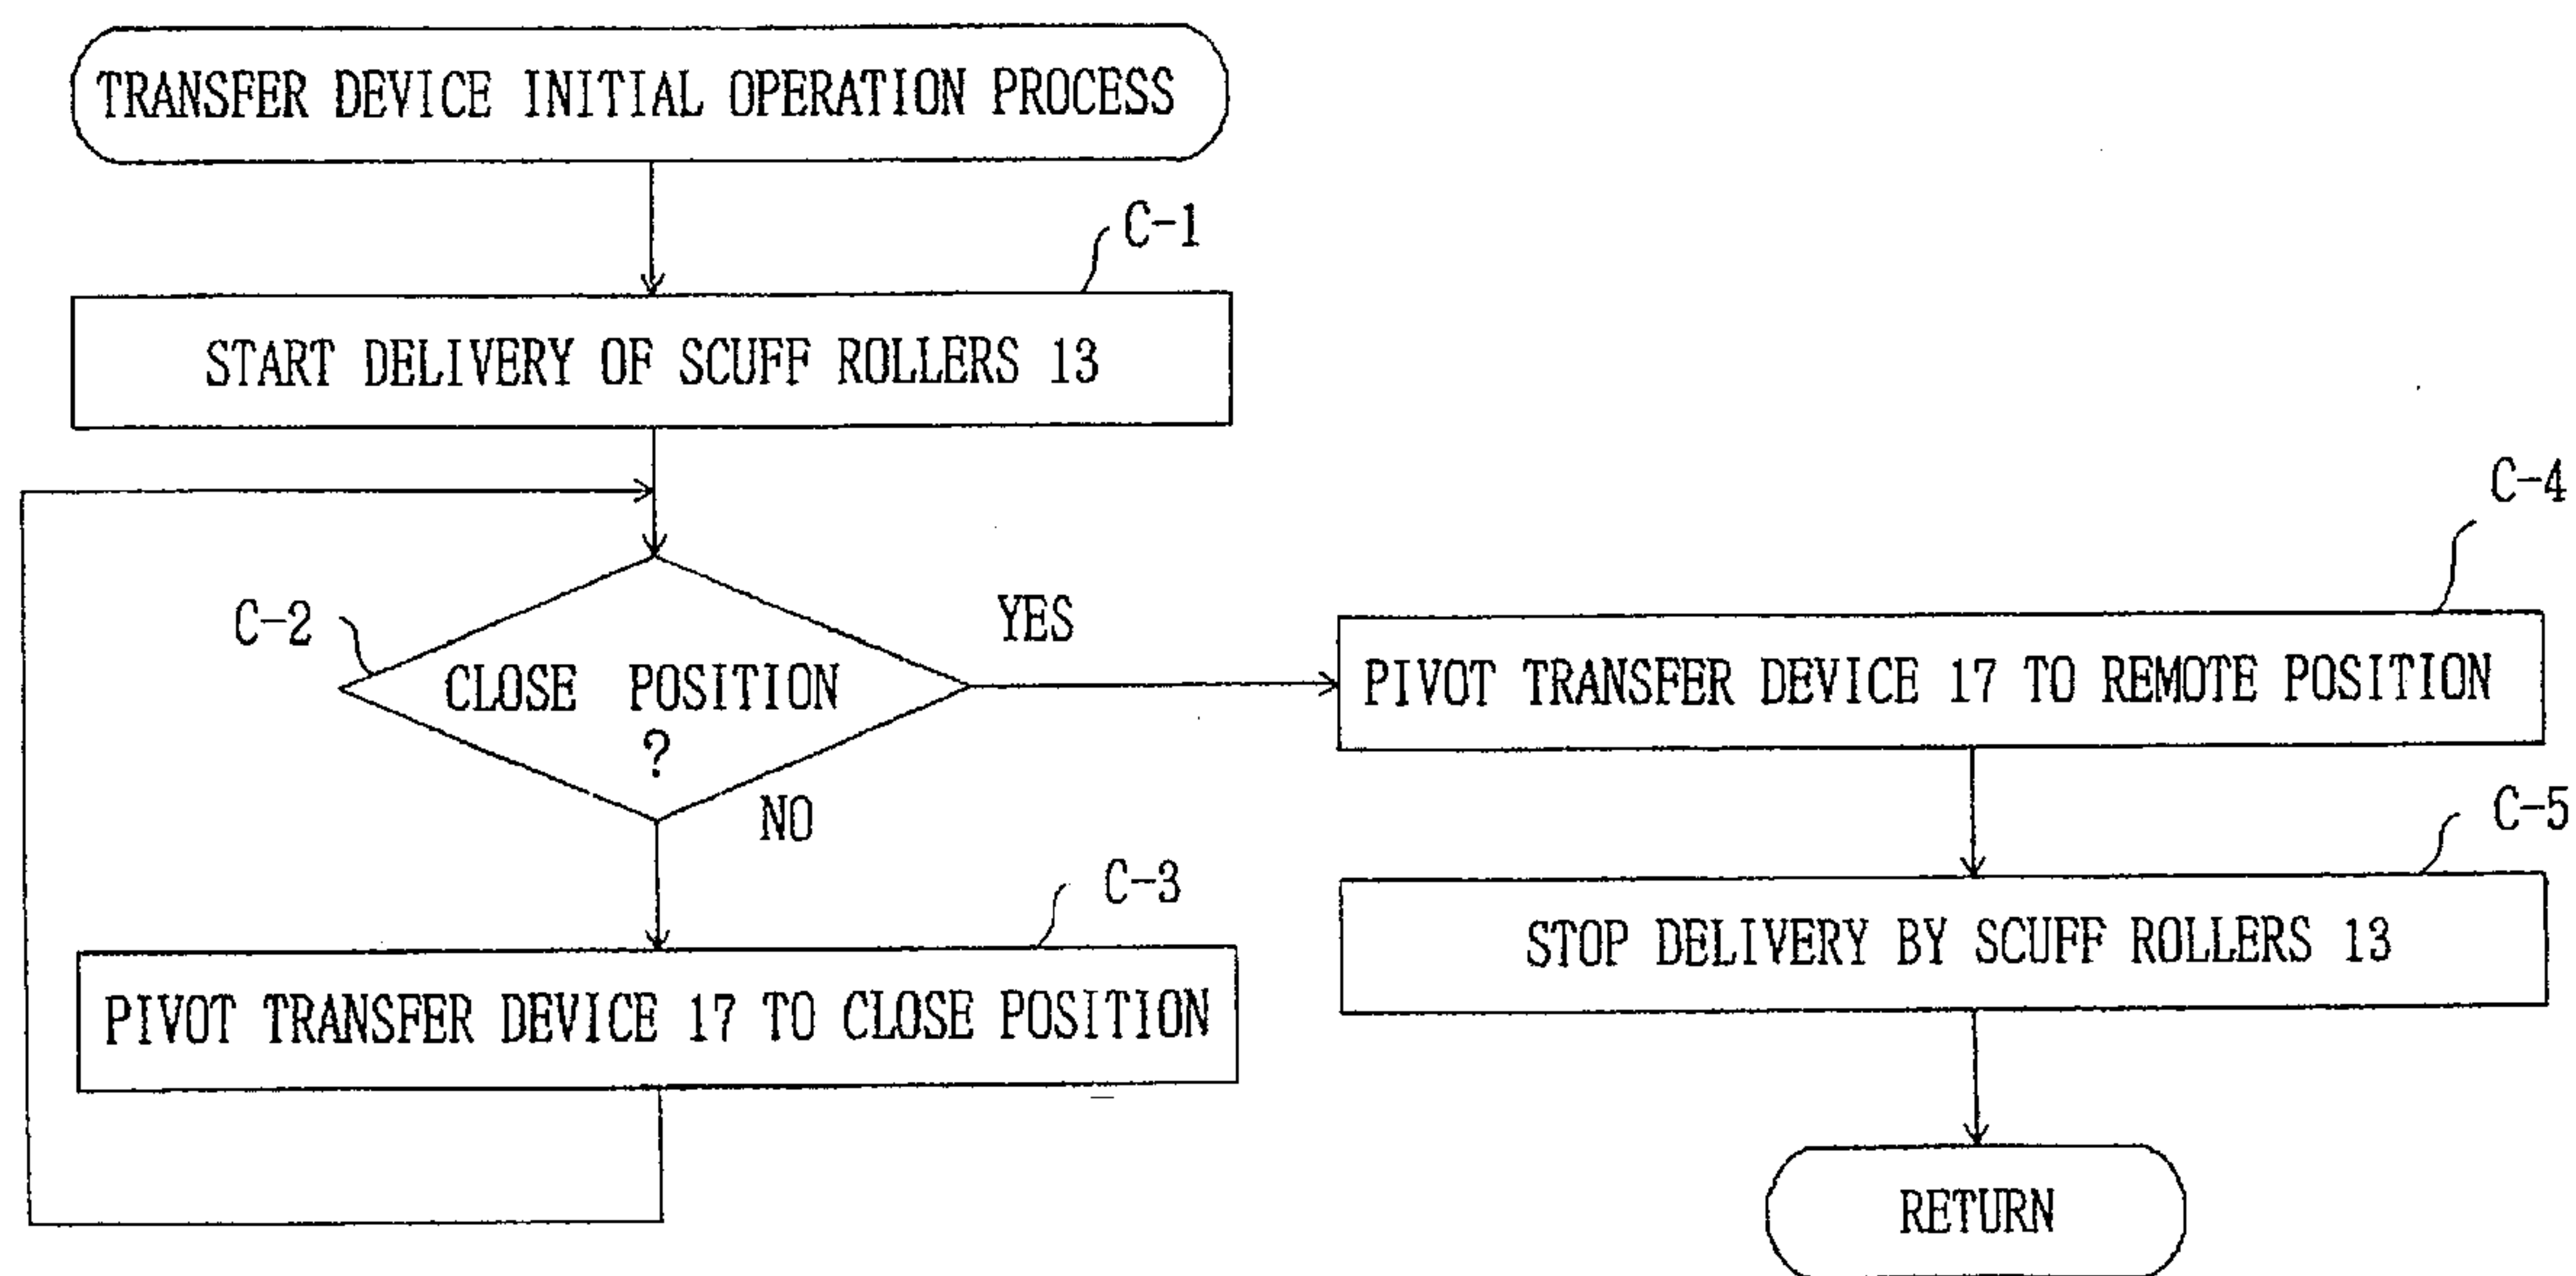 TRANSFER DEVICE INITIAL OPERATION PROCESS
C-1
START DELIVERY OF SCUFF ROLLERS 13
C-2
CLOSE POSITION
?
YES
NO
C-3
PIVOT TRANSFER DEVICE 17 TO CLOSE POSITION
C-4
PIVOT TRANSFER DEVICE 17 TO REMOTE POSITION
C-5
STOP DELIVERY BY SCUFF ROLLERS 13
RETURN